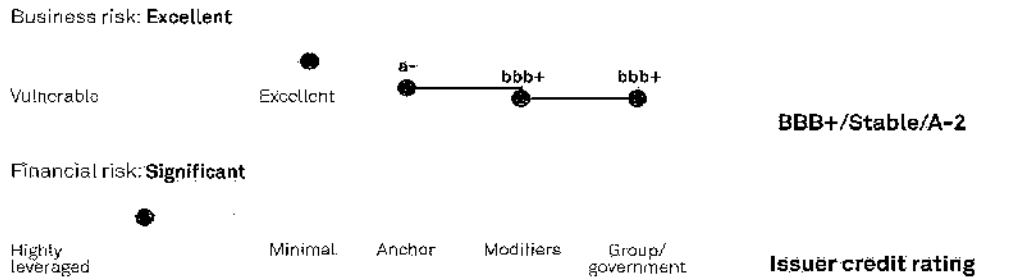 Business risk: Excellent
a-
bbb+
bbb+
Vulnerable
Excellent
BBB+/Stable/A-2
Financial risk: Significant
Highly leveraged
Minimal
Anchor
Modifiers
Group/
government
Issuer credit rating